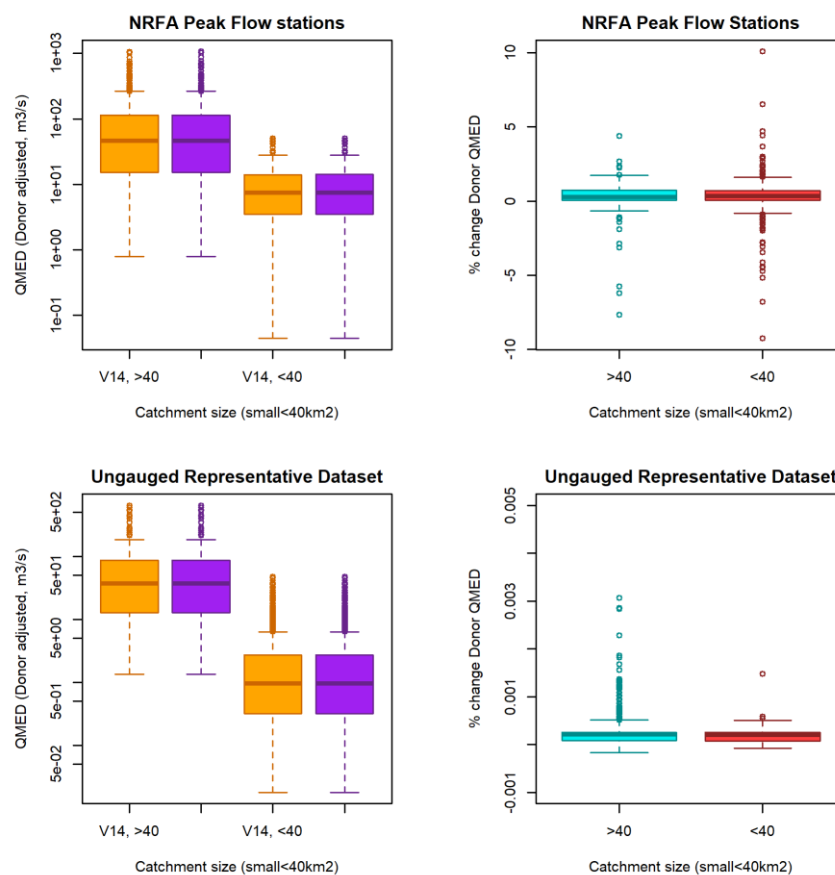 NRFA Peak Flow stations
QMED (Donor adjusted, m3/s)
1e+03
1e+02
1e+01
1e+00
1e-01
V14, >40
V14, <40
Catchment size (small<40km2)
NRFA Peak Flow Stations
% change Donor QMED
10
5
0
-5
-10
>40
<40
Catchment size (small<40km2)
Ungauged Representative Dataset
QMED (Donor adjusted, m3/s)
5e+02
5e+01
5e+00
5e-01
5e-02
V14, >40
V14, <40
Catchment size (small<40km2)
Ungauged Representative Dataset
% change Donor QMED
0.005
0.003
0.001
-0.001
>40
<40
Catchment size (small<40km2)